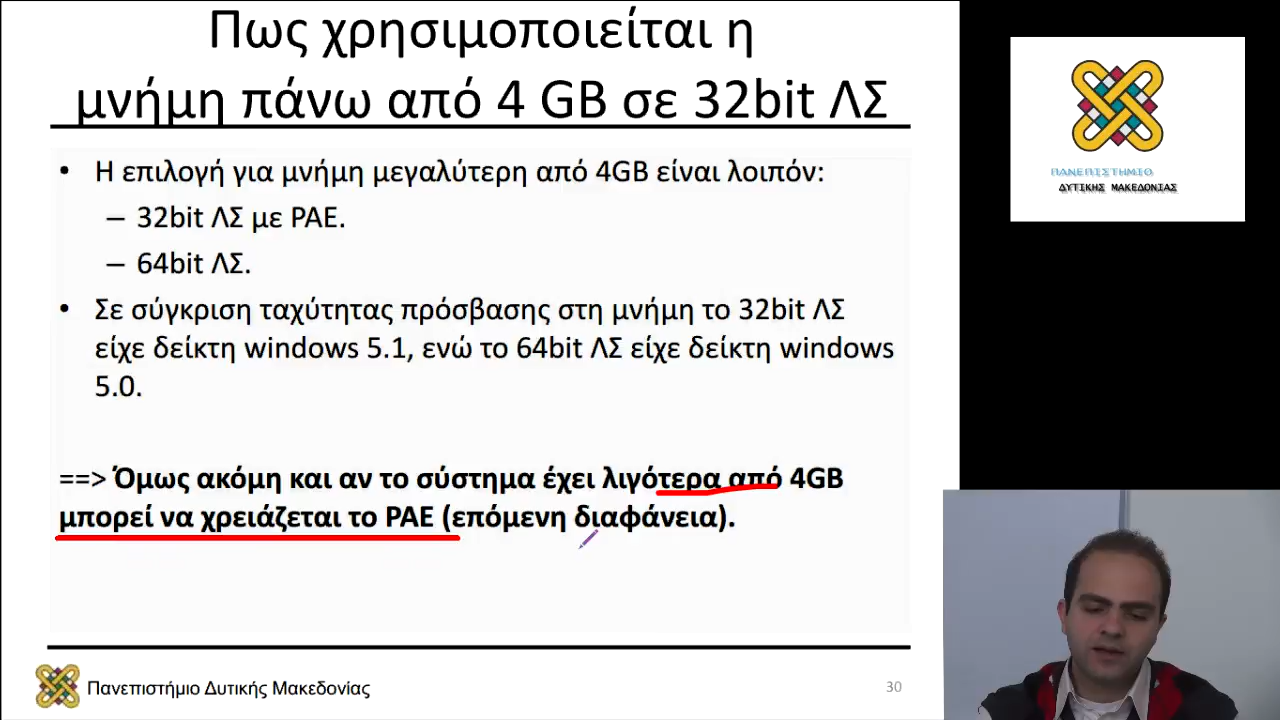 Πως χρησιμοποιείται η
μνήμη πάνω από 4 GB σε 32bit ΛΣ
• Η επιλογή για μνήμη μεγαλύτερη από 4GB είναι λοιπόν:
– 32bit ΛΣ με PAE.
– 64bit ΛΣ.
• Σε σύγκριση ταχύτητας πρόσβασης στη μνήμη το 32bit ΛΣ
είχε δείκτη windows 5.1, ενώ το 64bit ΛΣ είχε δείκτη windows
5.0.
==> Όμως ακόμη και αν το σύστημα έχει λιγότερα από 4GB
μπορεί να χρειάζεται το PAE (επόμενη διαφάνεια).
Πανεπιστήμιο Δυτικής Μακεδονίας
30
ΠΑΝΕΠΙΣΤΗΜΙΟ
ΔΥΤΙΚΗΣ ΜΑΚΕΔΟΝΙΑΣ